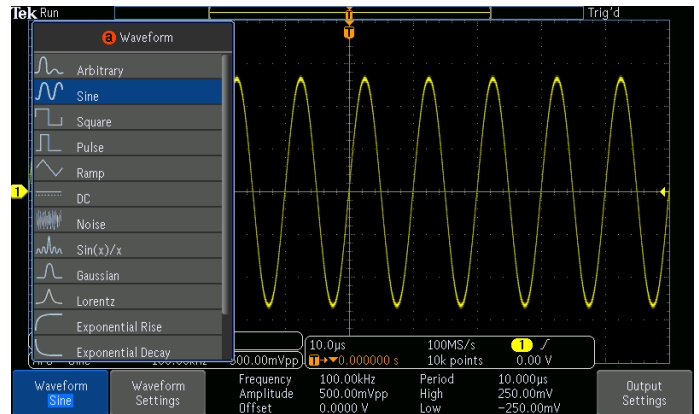 Tek Run
Trig'd
T
T
a Waveform
Arbitrary
Sine
Square
Pulse
Ramp
1
DC
Noise
Sin(x)/x
Gaussian
Lorentz
Exponential Rise
Exponential Decay
10.0µs 100MS/s 1
500.00mVpp T→▼0.000000 s 10k points 0.00 V
Waveform
Sine
Waveform
Settings
Frequency 100.00kHz Period 10.000µs
Amplitude 500.00mVpp High 250.00mV
Offset 0.0000 V Low −250.00mV
Output
Settings